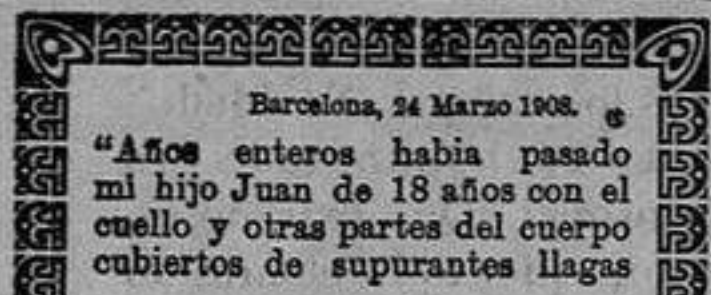 Barcelona, 24 Marzo 1908.
“Años enteros habia pasado
mi hijo Juan de 18 años con el
cuello y otras partes del cuerpo
cubiertos de supurantes llagas